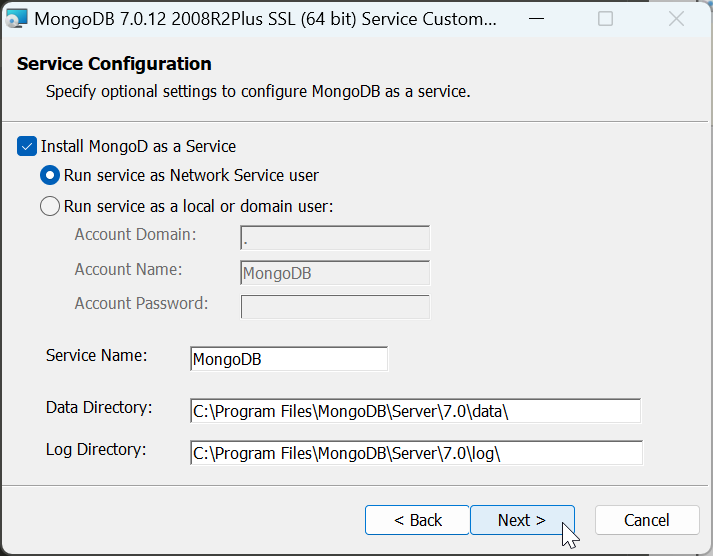 MongoDB 7.0.12 2008R2Plus SSL (64 bit) Service Custom...
Service Configuration
Specify optional settings to configure MongoDB as a service.
Install MongoD as a Service
Run service as Network Service user
Run service as a local or domain user:
Account Domain: .
Account Name: MongoDB
Account Password:
Service Name: MongoDB
Data Directory: C:\Program Files\MongoDB\Server\7.0\data\
Log Directory: C:\Program Files\MongoDB\Server\7.0\log\
< Back Next > Cancel